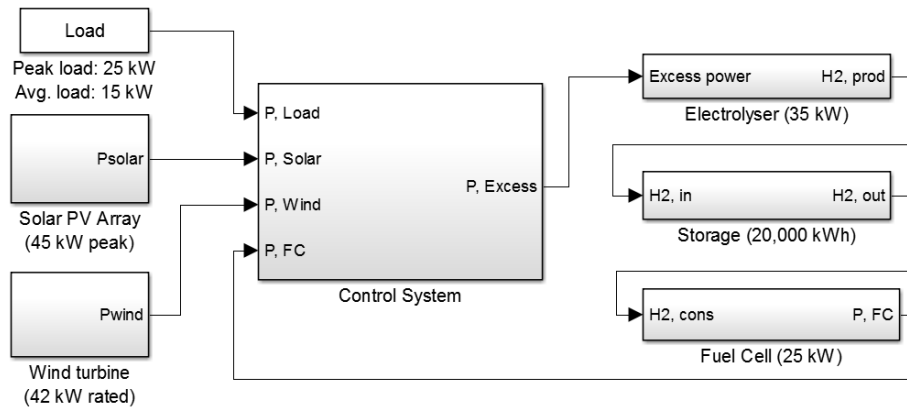 Load
Peak load: 25 kW
Avg. load: 15 kW
Psolar
Solar PV Array
(45 kW peak)
Pwind
Wind turbine
(42 kW rated)
P, Load
P, Solar
P, Wind
P, FC
P, Excess
Control System
Excess power H2, prod
Electrolyser (35 kW)
H2, in H2, out
Storage (20,000 kWh)
H2, cons P, FC
Fuel Cell (25 kW)